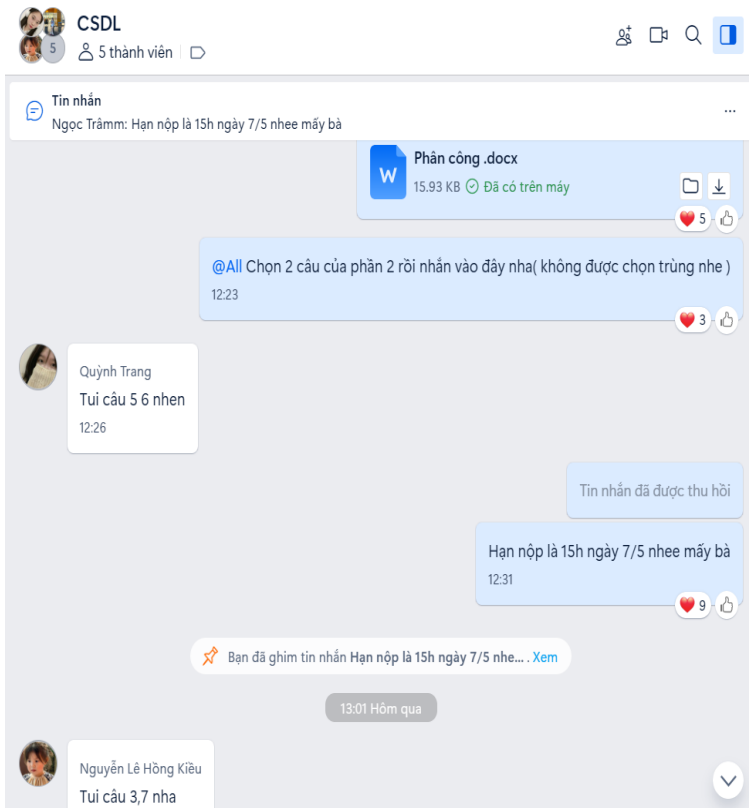 CSDL
5 thành viên
5
Tin nhắn
Ngọc Trâmm: Hạn nộp là 15h ngày 7/5 nhee mấy bà
W
Phân công .docx
15.93 KB Đã có trên máy
5
@All Chọn 2 câu của phần 2 rồi nhắn vào đây nha( không được chọn trùng nhe )
12:23
3
Quỳnh Trang
Tui câu 5 6 nhen
12:26
Tin nhắn đã được thu hồi
Hạn nộp là 15h ngày 7/5 nhee mấy bà
12:31
9
Bạn đã ghim tin nhắn Hạn nộp là 15h ngày 7/5 nhe... . Xem
13:01 Hôm qua
Nguyễn Lê Hồng Kiều
Tui câu 3,7 nha